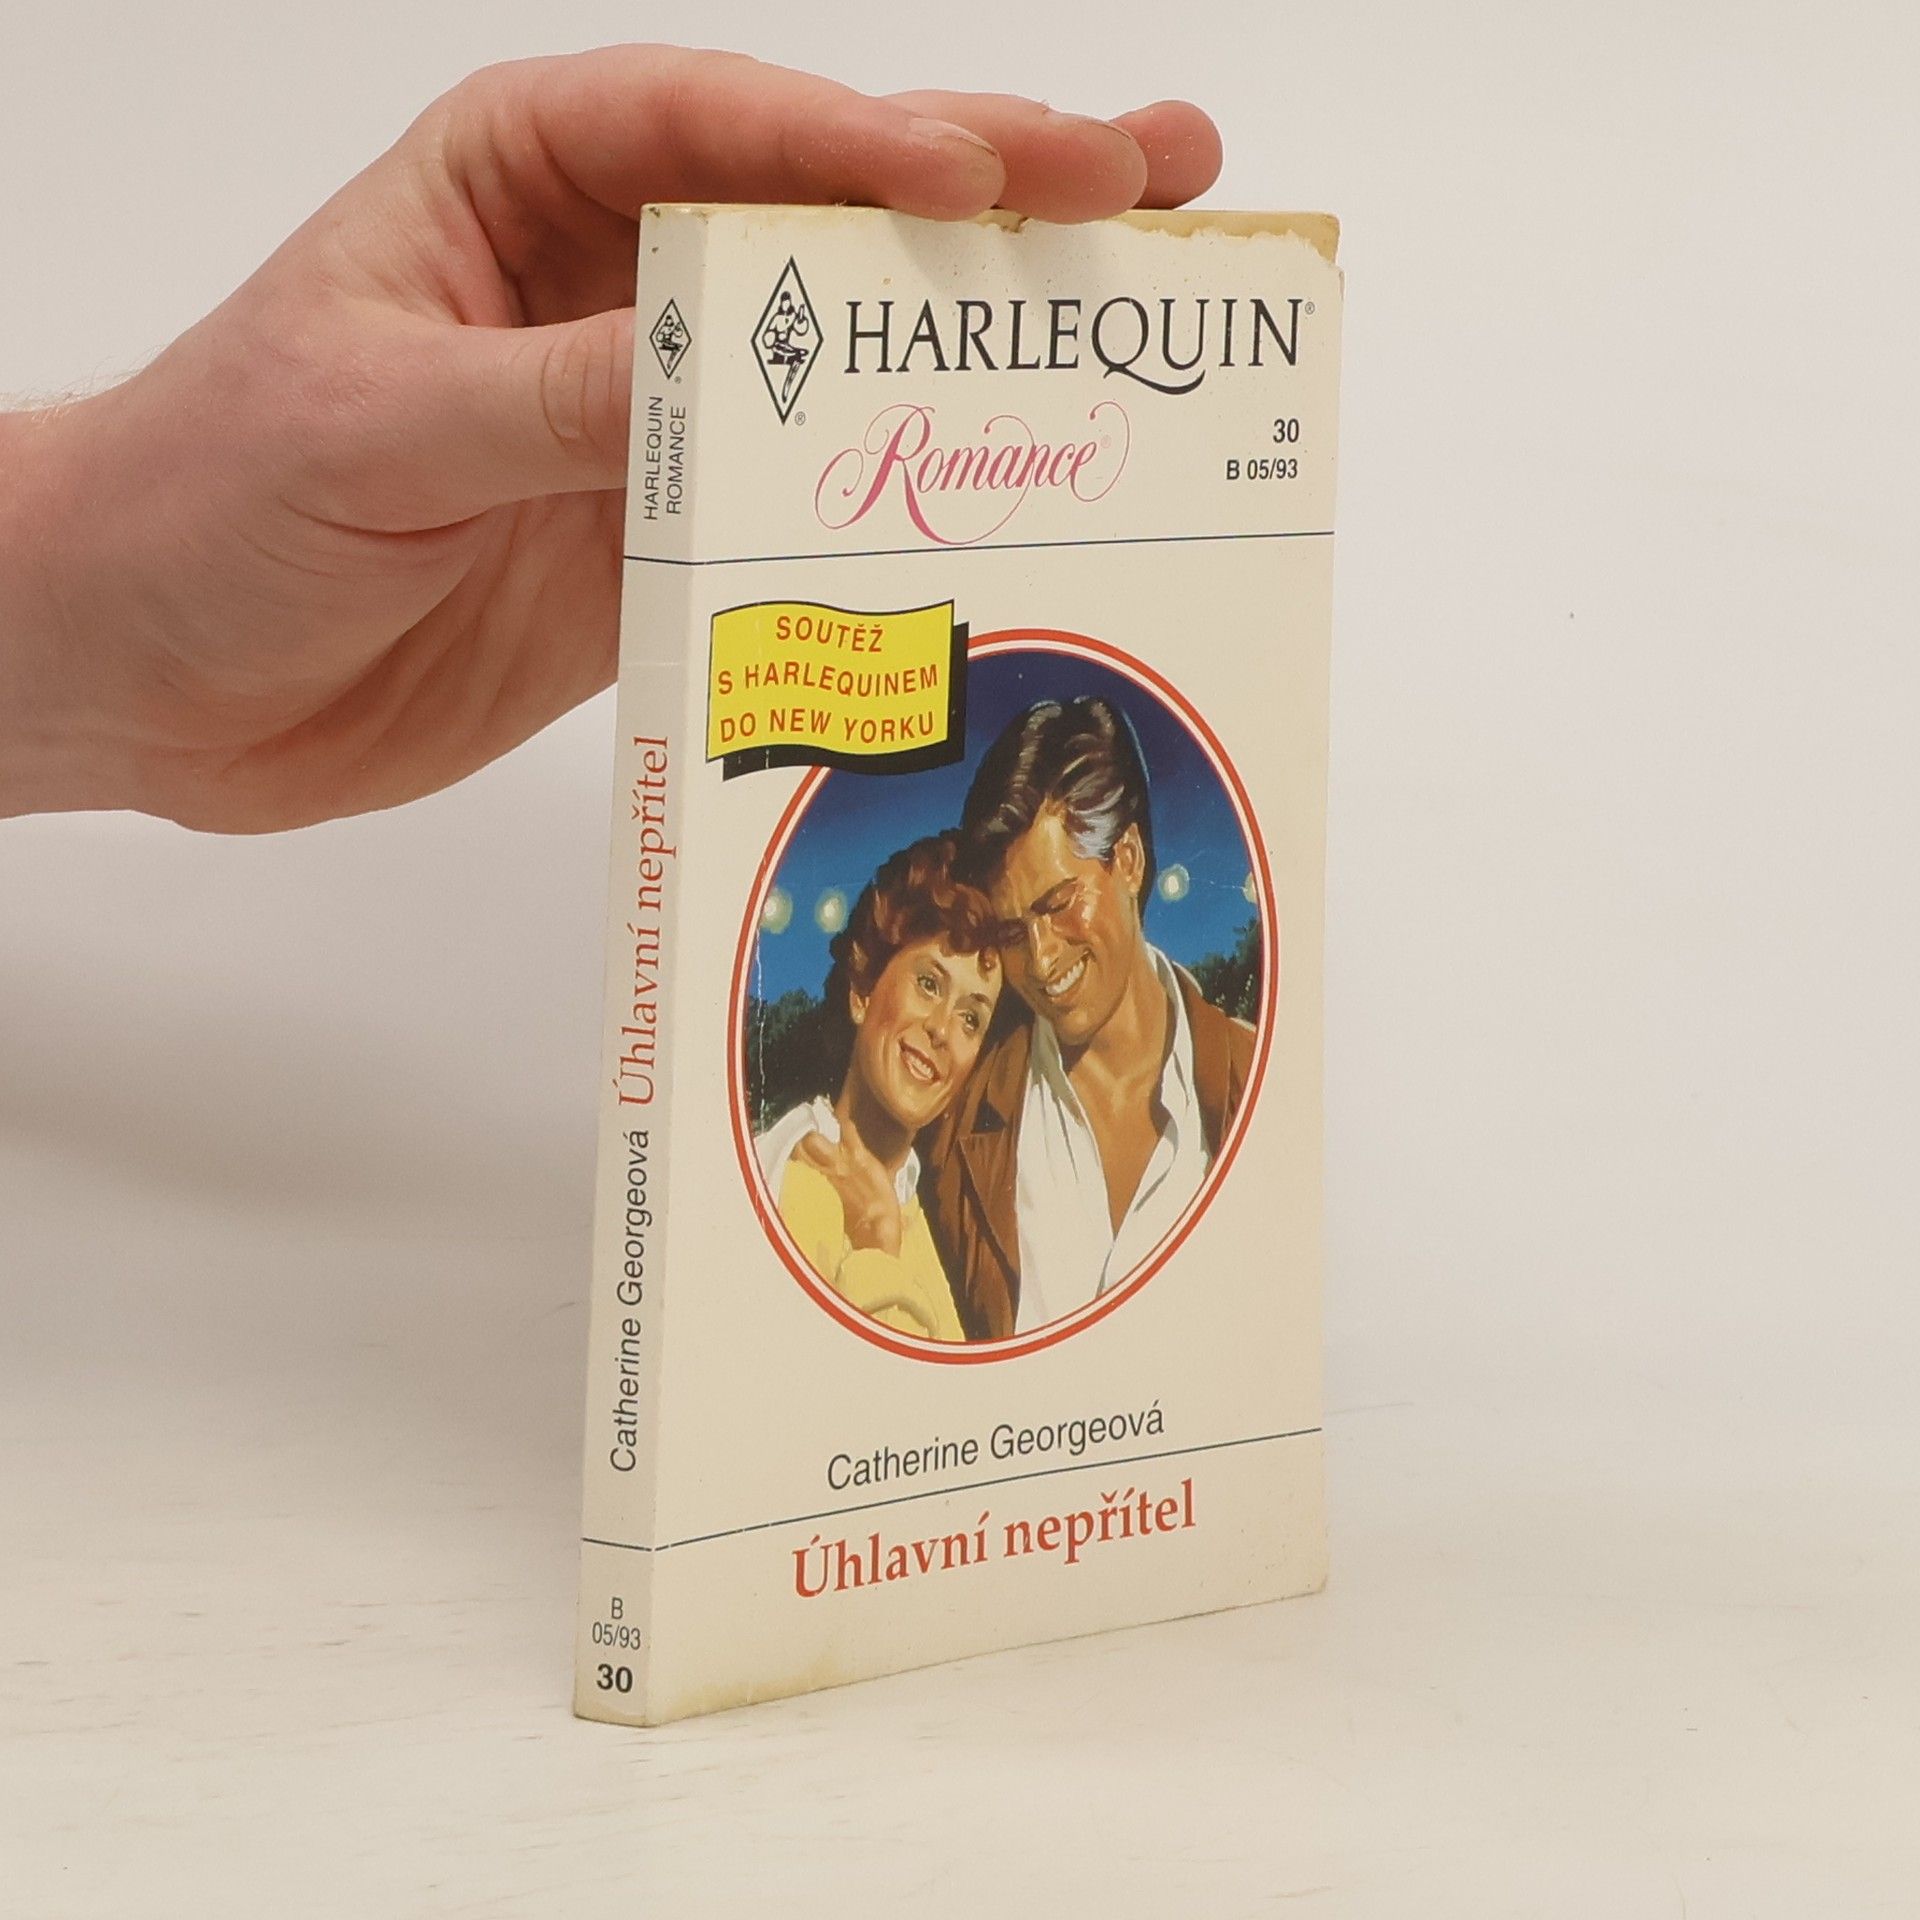 HARLEQUIN
ROMANCE
Catherine Georgeová Úhlavní nepřítel
B
05/93
30
HARLEQUIN®
Romance®
30
B 05/93
SOUTĚŽ
S HARLEQUINEM
DO NEW YORKU
Catherine Georgeová
Úhlavní nepřítel